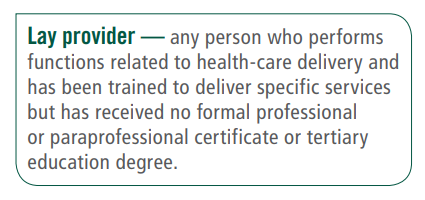 Lay provider — any person who performs
functions related to health-care delivery and
has been trained to deliver specific services
but has received no formal professional
or paraprofessional certificate or tertiary
education degree.